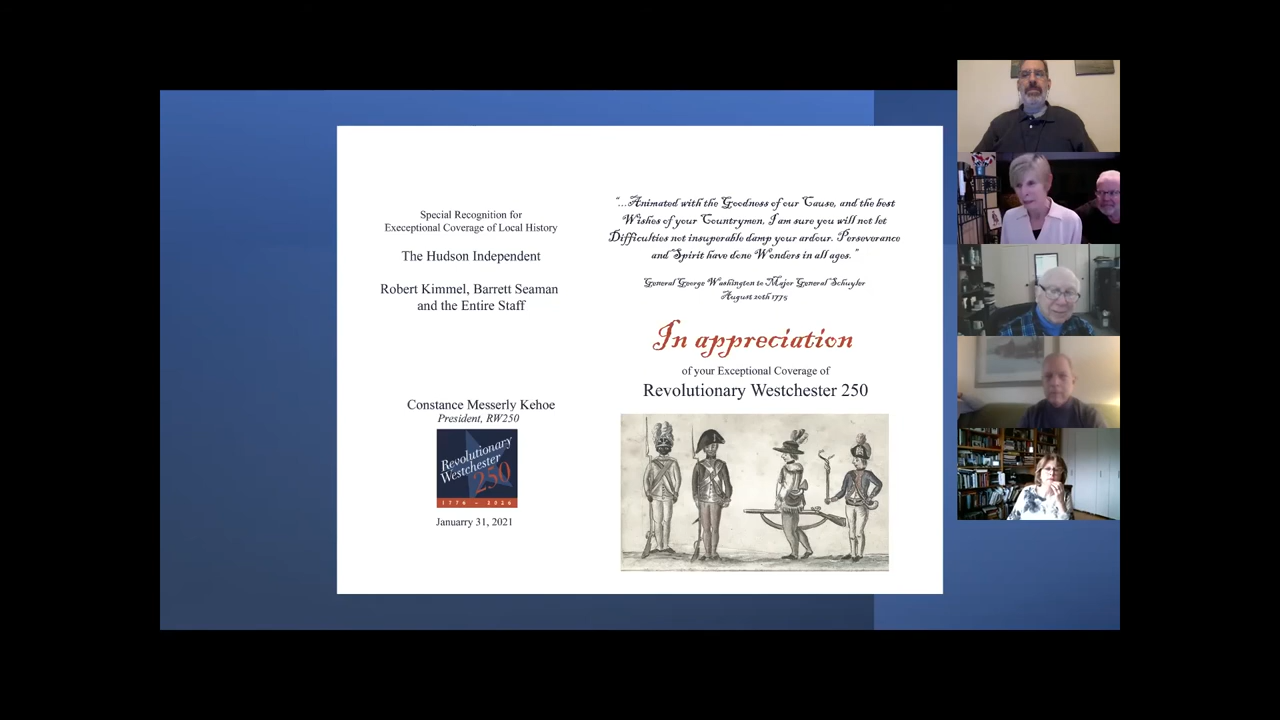 Special Recognition for
Execeptional Coverage of Local History
The Hudson Independent
Robert Kimmel, Barrett Seaman
and the Entire Staff
Constance Messerly Kehoe
President, RW250
Revolutionary
Westchester
250
1776 - 2026
Januarry 31, 2021
"...Animated with the Goodness of our Cause, and the best
Wishes of your Countrymen, I am sure you will not let
Difficulties not insuperable damp your ardour. Perseverance
and Spirit have done Wonders in all ages."
General George Washington to Major General Schuyler
August 20th 1775
In appreciation
of your Exceptional Coverage of
Revolutionary Westchester 250